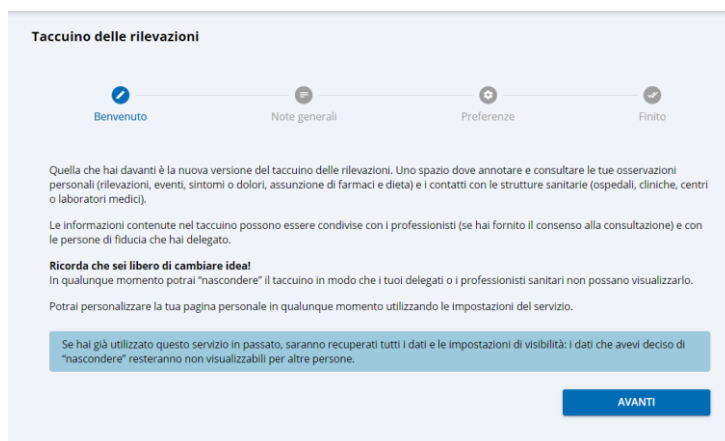 Taccuino delle rilevazioni
Benvenuto
Note generali
Preferenze
Finito
Quella che hai davanti è la nuova versione del taccuino delle rilevazioni. Uno spazio dove annotare e consultare le tue osservazioni
personali (rilevazioni, eventi, sintomi o dolori, assunzione di farmaci e dieta) e i contatti con le strutture sanitarie (ospedali, cliniche, centri
o laboratori medici).
Le informazioni contenute nel taccuino possono essere condivise con i professionisti (se hai fornito il consenso alla consultazione) e con
le persone di fiducia che hai delegato.
Ricorda che sei libero di cambiare idea!
In qualunque momento potrai “nascondere” il taccuino in modo che i tuoi delegati o i professionisti sanitari non possano visualizzarlo.
Potrai personalizzare la tua pagina personale in qualunque momento utilizzando le impostazioni del servizio.
Se hai già utilizzato questo servizio in passato, saranno recuperati tutti i dati e le impostazioni di visibilità: i dati che avevi deciso di
“nascondere” resteranno non visualizzabili per altre persone.
AVANTI